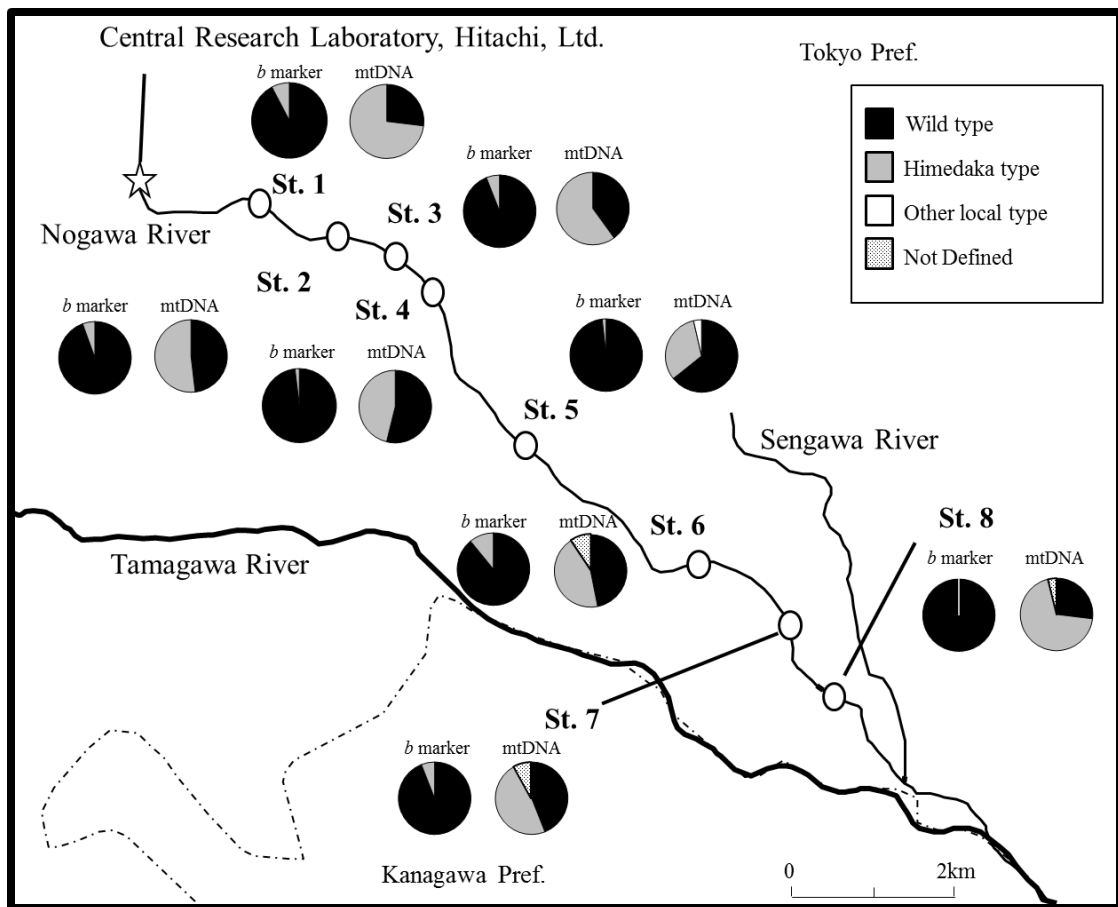 Central Research Laboratory, Hitachi, Ltd.
Tokyo Pref.
b marker
mtDNA
Wild type
Himedaka type
Other local type
Not Defined
b marker
mtDNA
St. 1
St. 3
Nogawa River
St. 2
St. 4
b marker
mtDNA
b marker
mtDNA
b marker
mtDNA
St. 5
Sengawa River
St. 6
St. 8
b marker
mtDNA
Tamagawa River
b marker
mtDNA
St. 7
b marker
mtDNA
Kanagawa Pref.
0
2km